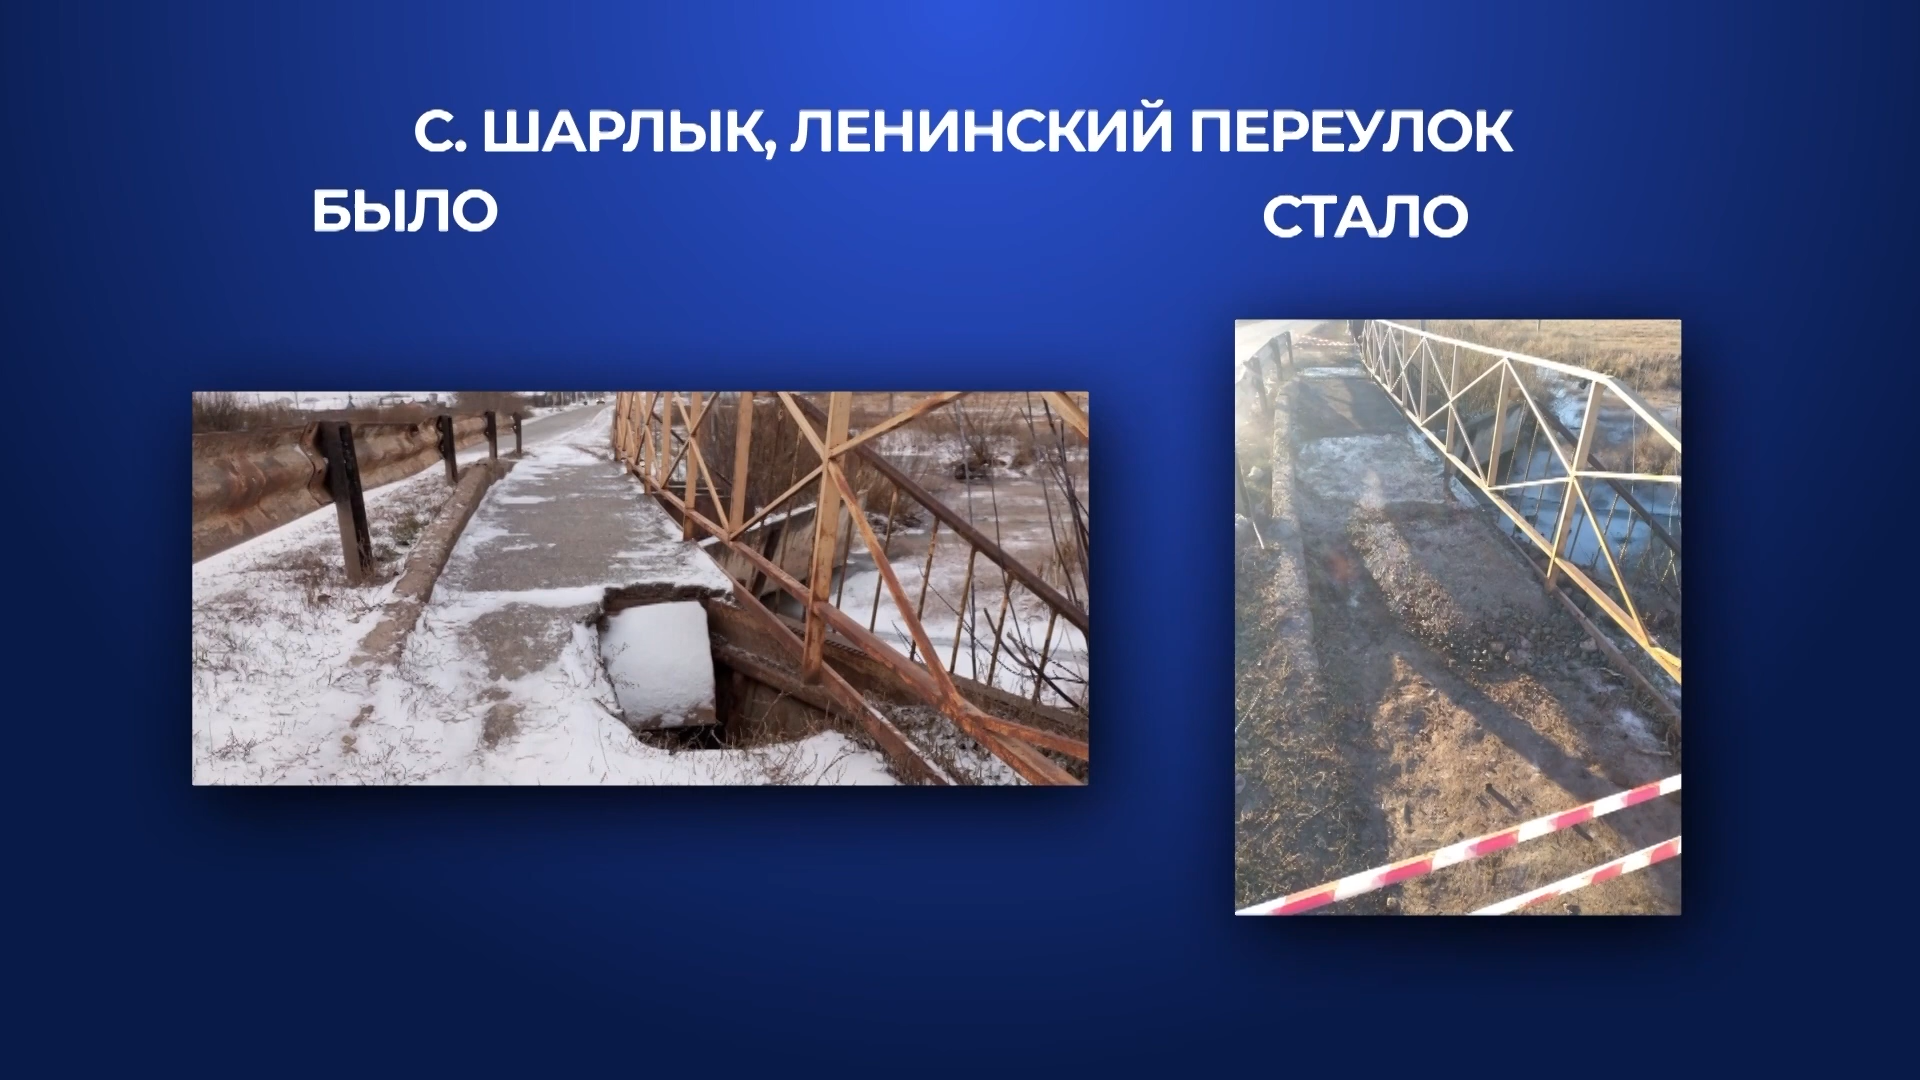 С. ШАРЛЫК, ЛЕНИНСКИЙ ПЕРЕУЛОК
БЫЛО
СТАЛО